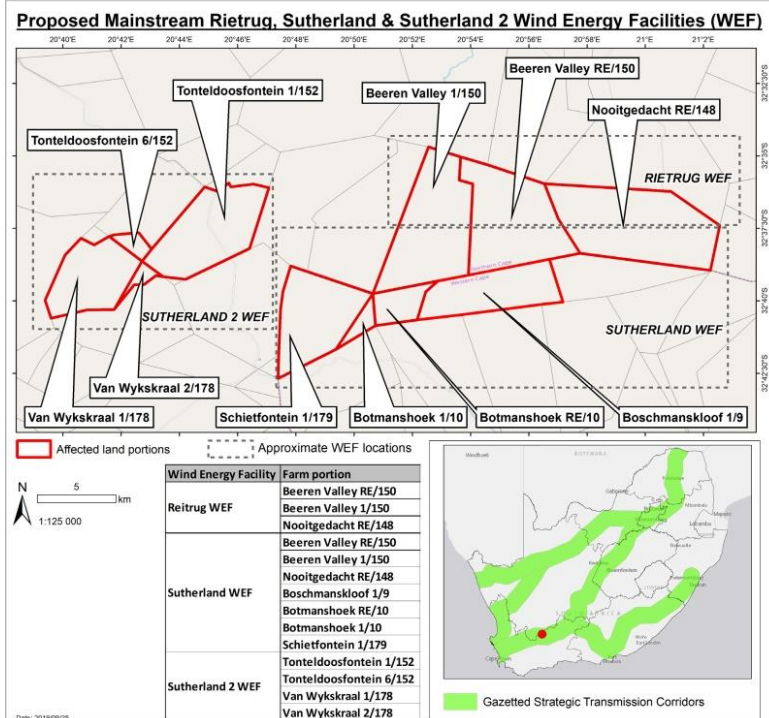 Proposed Mainstream Rietrug, Sutherland & Sutherland 2 Wind Energy Facilities (WEF)
20°40'E 20°42'E 20°44'E 20°46'E 20°50'E 20°52'E 20°54'E 20°56'E 20°58'E 21°E 21°2'E
32°32'30"S
32°35'S
32°37'30"S
32°40'S
32°42'30"S
Tonteldoosfontein 1/152
Tonteldoosfontein 6/152
Beeren Valley 1/150
Beeren Valley RE/150
Nooitgedacht RE/148
RIETRUG WEF
Northern Cape
Western Cape
SUTHERLAND 2 WEF
SUTHERLAND WEF
Van Wykskraal 2/178
Van Wykskraal 1/178
Schietfontein 1/179
Botmanshoek 1/10
Botmanshoek RE/10
Boschmanskloof 1/9
Affected land portions
Approximate WEF locations
N
5
km
1:125 000
Wind Energy Facility Farm portion
Reitrug WEF
Beeren Valley RE/150
Beeren Valley 1/150
Nooitgedacht RE/148
Sutherland WEF
Beeren Valley RE/150
Beeren Valley 1/150
Nooitgedacht RE/148
Boschmanskloof 1/9
Botmanshoek RE/10
Botmanshoek 1/10
Schietfontein 1/179
Sutherland 2 WEF
Tonteldoosfontein 1/152
Tonteldoosfontein 6/152
Van Wykskraal 1/178
Van Wykskraal 2/178
BOTSWANA
Windhoek
Gaborone
Maputo
SOUTH AFRICA
Gazetted Strategic Transmission Corridors